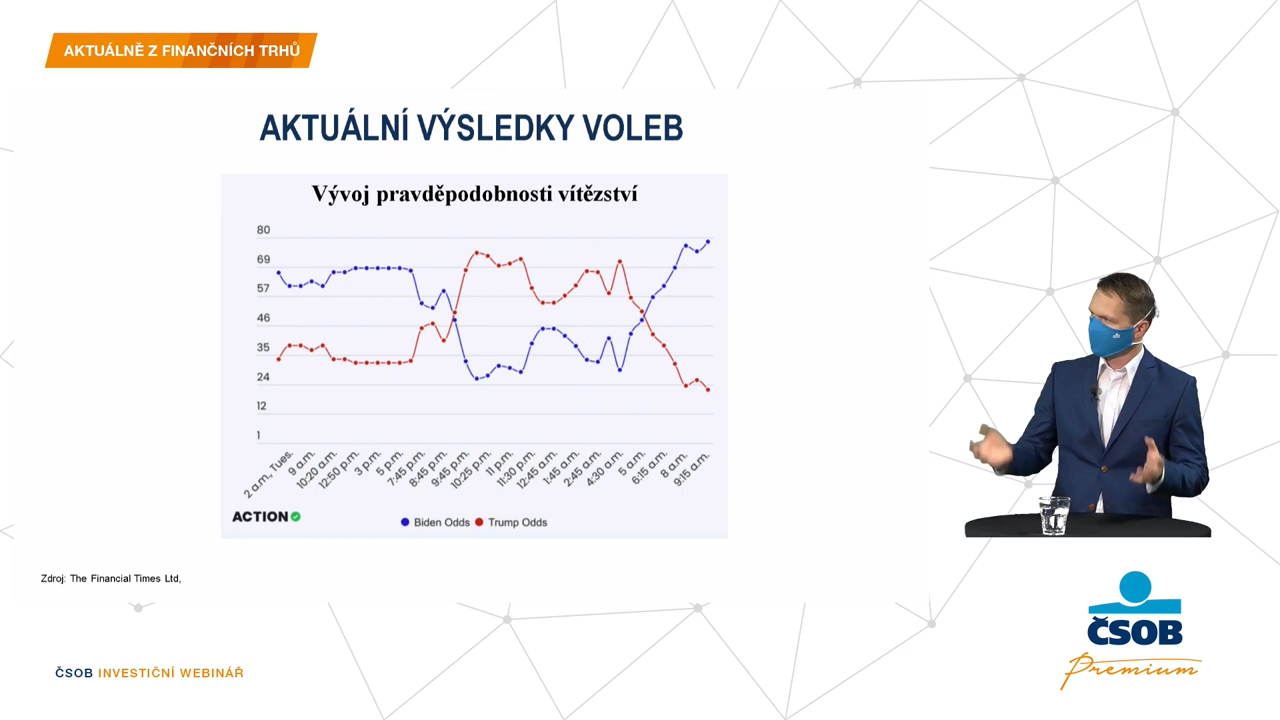 AKTUÁLNĚ Z FINANČNÍCH TRHŮ
AKTUÁLNÍ VÝSLEDKY VOLEB
Vývoj pravděpodobnosti vítězství
80
69
57
46
35
24
12
1
2 a.m., Tues.
9 a.m.
10:20 a.m.
12:50 p.m.
3 p.m.
5 p.m.
7:45 p.m.
8:45 p.m.
9:45 p.m.
10:25 p.m.
11 p.m.
11:30 p.m.
12:45 a.m.
1:45 a.m.
2:45 a.m.
4:30 a.m.
5 a.m.
6:15 a.m.
8 a.m.
9:15 a.m.
ACTION
Biden Odds Trump Odds
Zdroj: The Financial Times Ltd,
ČSOB INVESTIČNÍ WEBINÁŘ
ČSOB
Premium